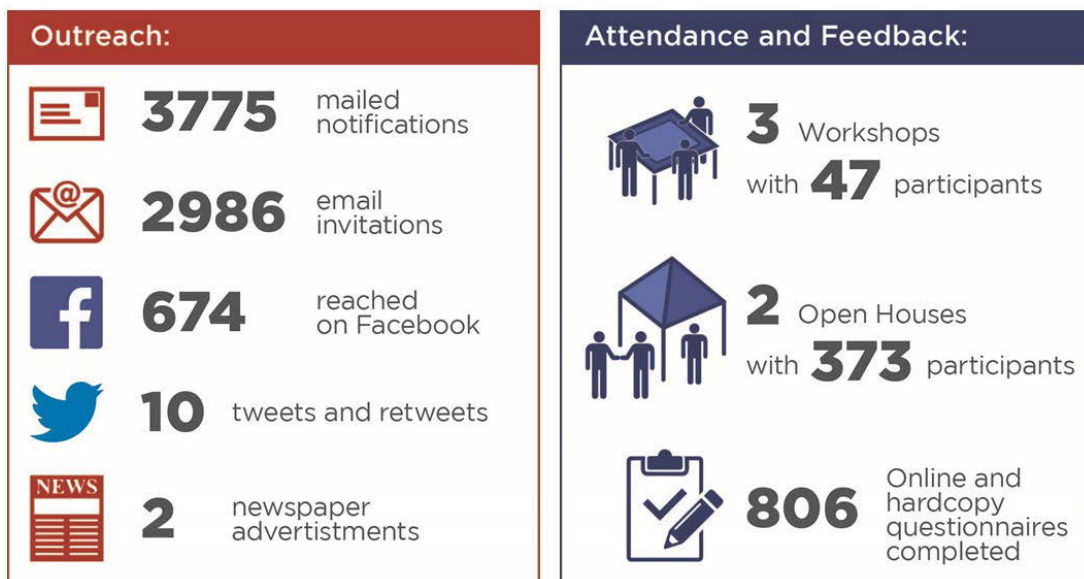 Outreach:
3775 mailed
notifications
@
2986 email
invitations
f
674 reached
on Facebook
10 tweets and retweets
NEWS
2 newspaper
advertistments
Attendance and Feedback:
3 Workshops
with 47 participants
2 Open Houses
with 373 participants
806 Online and
hardcopy
questionnaires
completed